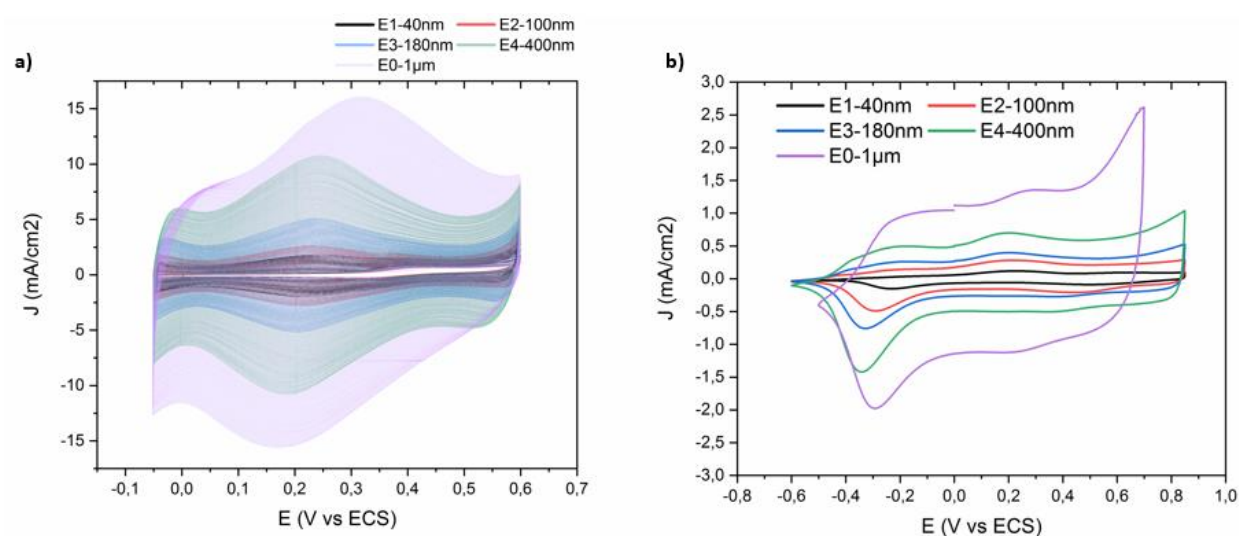 E1-40nm E2-100nm
E3-180nm E4-400nm
E0-1µm
a)
15
10
5
0
-5
-10
-15
J (mA/cm2)
-0,1 0,0 0,1 0,2 0,3 0,4 0,5 0,6 0,7
E (V vs ECS)
b)
E1-40nm E2-100nm
E3-180nm E4-400nm
E0-1µm
3,0
2,5
2,0
1,5
1,0
0,5
0,0
-0,5
-1,0
-1,5
-2,0
-2,5
-3,0
J (mA/cm2)
-0,8 -0,6 -0,4 -0,2 0,0 0,2 0,4 0,6 0,8 1,0
E (V vs ECS)